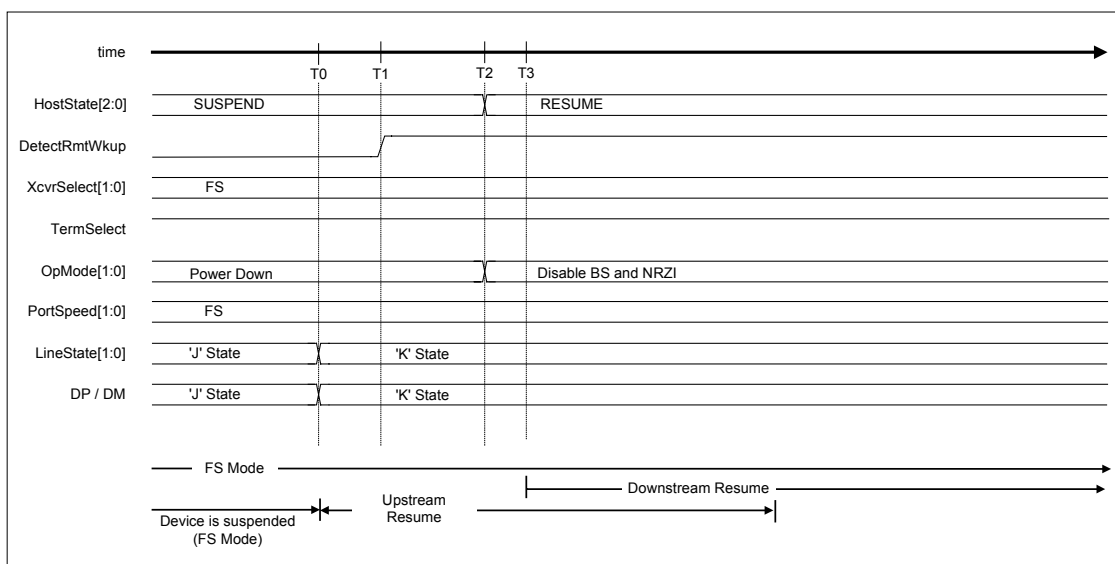 time
T0 T1 T2 T3
HostState[2:0] SUSPEND RESUME
DetectRmtWkup
XcvrSelect[1:0] FS
TermSelect
OpMode[1:0] Power Down Disable BS and NRZI
PortSpeed[1:0] FS
LineState[1:0] 'J' State 'K' State
DP / DM 'J' State 'K' State
FS Mode
Downstream Resume
Upstream
Resume
Device is suspended
(FS Mode)